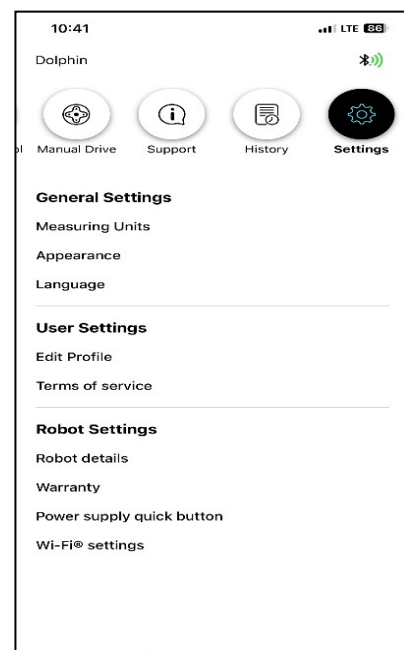 10:41 LTE 86
Dolphin
ol Manual Drive Support History Settings
General Settings
Measuring Units
Appearance
Language
User Settings
Edit Profile
Terms of service
Robot Settings
Robot details
Warranty
Power supply quick button
Wi-Fi® settings